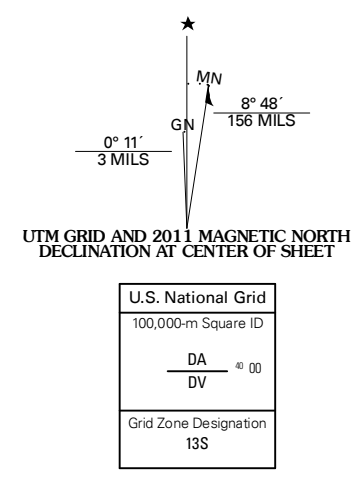 MN
8° 48´
156 MILS
GN
0° 11´
3 MILS
UTM GRID AND 2011 MAGNETIC NORTH
DECLINATION AT CENTER OF SHEET
U.S. National Grid
100,000-m Square ID
DA
40 00
DV
Grid Zone Designation
13S